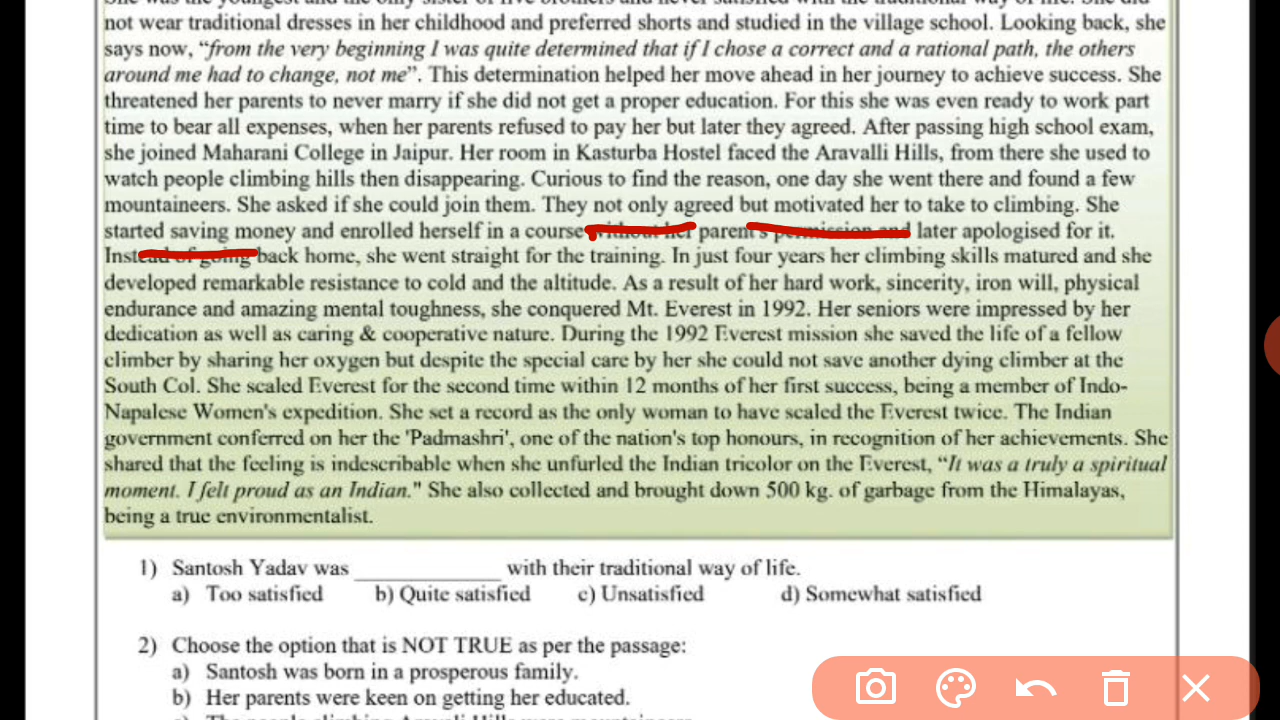 not wear traditional dresses in her childhood and preferred shorts and studied in the village school. Looking back, she
says now, “from the very beginning I was quite determined that if I chose a correct and a rational path, the others
around me had to change, not me”. This determination helped her move ahead in her journey to achieve success. She
threatened her parents to never marry if she did not get a proper education. For this she was even ready to work part
time to bear all expenses, when her parents refused to pay her but later they agreed. After passing high school exam,
she joined Maharani College in Jaipur. Her room in Kasturba Hostel faced the Aravalli Hills, from there she used to
watch people climbing hills then disappearing. Curious to find the reason, one day she went there and found a few
mountaineers. She asked if she could join them. They not only agreed but motivated her to take to climbing. She
started saving money and enrolled herself in a course without her parent's permission and later apologised for it.
Instead of going back home, she went straight for the training. In just four years her climbing skills matured and she
developed remarkable resistance to cold and the altitude. As a result of her hard work, sincerity, iron will, physical
endurance and amazing mental toughness, she conquered Mt. Everest in 1992. Her seniors were impressed by her
dedication as well as caring & cooperative nature. During the 1992 Everest mission she saved the life of a fellow
climber by sharing her oxygen but despite the special care by her she could not save another dying climber at the
South Col. She scaled Everest for the second time within 12 months of her first success, being a member of Indo-
Napalese Women's expedition. She set a record as the only woman to have scaled the Everest twice. The Indian
government conferred on her the 'Padmashri', one of the nation's top honours, in recognition of her achievements. She
shared that the feeling is indescribable when she unfurled the Indian tricolor on the Everest, “It was a truly a spiritual
moment. I felt proud as an Indian." She also collected and brought down 500 kg. of garbage from the Himalayas,
being a true environmentalist.
1) Santosh Yadav was ____________ with their traditional way of life.
a) Too satisfied b) Quite satisfied c) Unsatisfied d) Somewhat satisfied
2) Choose the option that is NOT TRUE as per the passage:
a) Santosh was born in a prosperous family.
b) Her parents were keen on getting her educated.